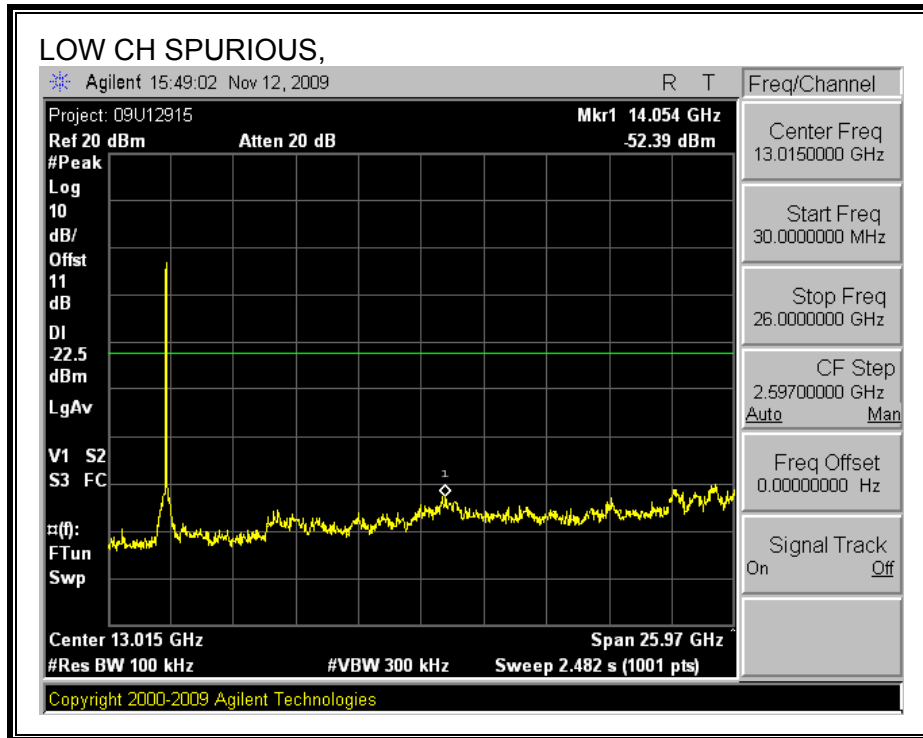 LOW CH SPURIOUS,
Agilent 15:49:02 Nov 12, 2009 R T
Freq/Channel
Project: 09U12915 Mkr1 14.054 GHz
Ref 20 dBm Atten 20 dB -52.39 dBm
#Peak
Log
10
dB/
Offst
11
dB
DI
-22.5
dBm
LgAv
V1 S2
S3 FC
¤(f):
FTun
Swp
1
Center 13.015 GHz Span 25.97 GHz
#Res BW 100 kHz #VBW 300 kHz Sweep 2.482 s (1001 pts)
Copyright 2000-2009 Agilent Technologies
Center Freq
13.0150000 GHz
Start Freq
30.0000000 MHz
Stop Freq
26.0000000 GHz
CF Step
2.59700000 GHz
Auto Man
Freq Offset
0.00000000 Hz
Signal Track
On Off